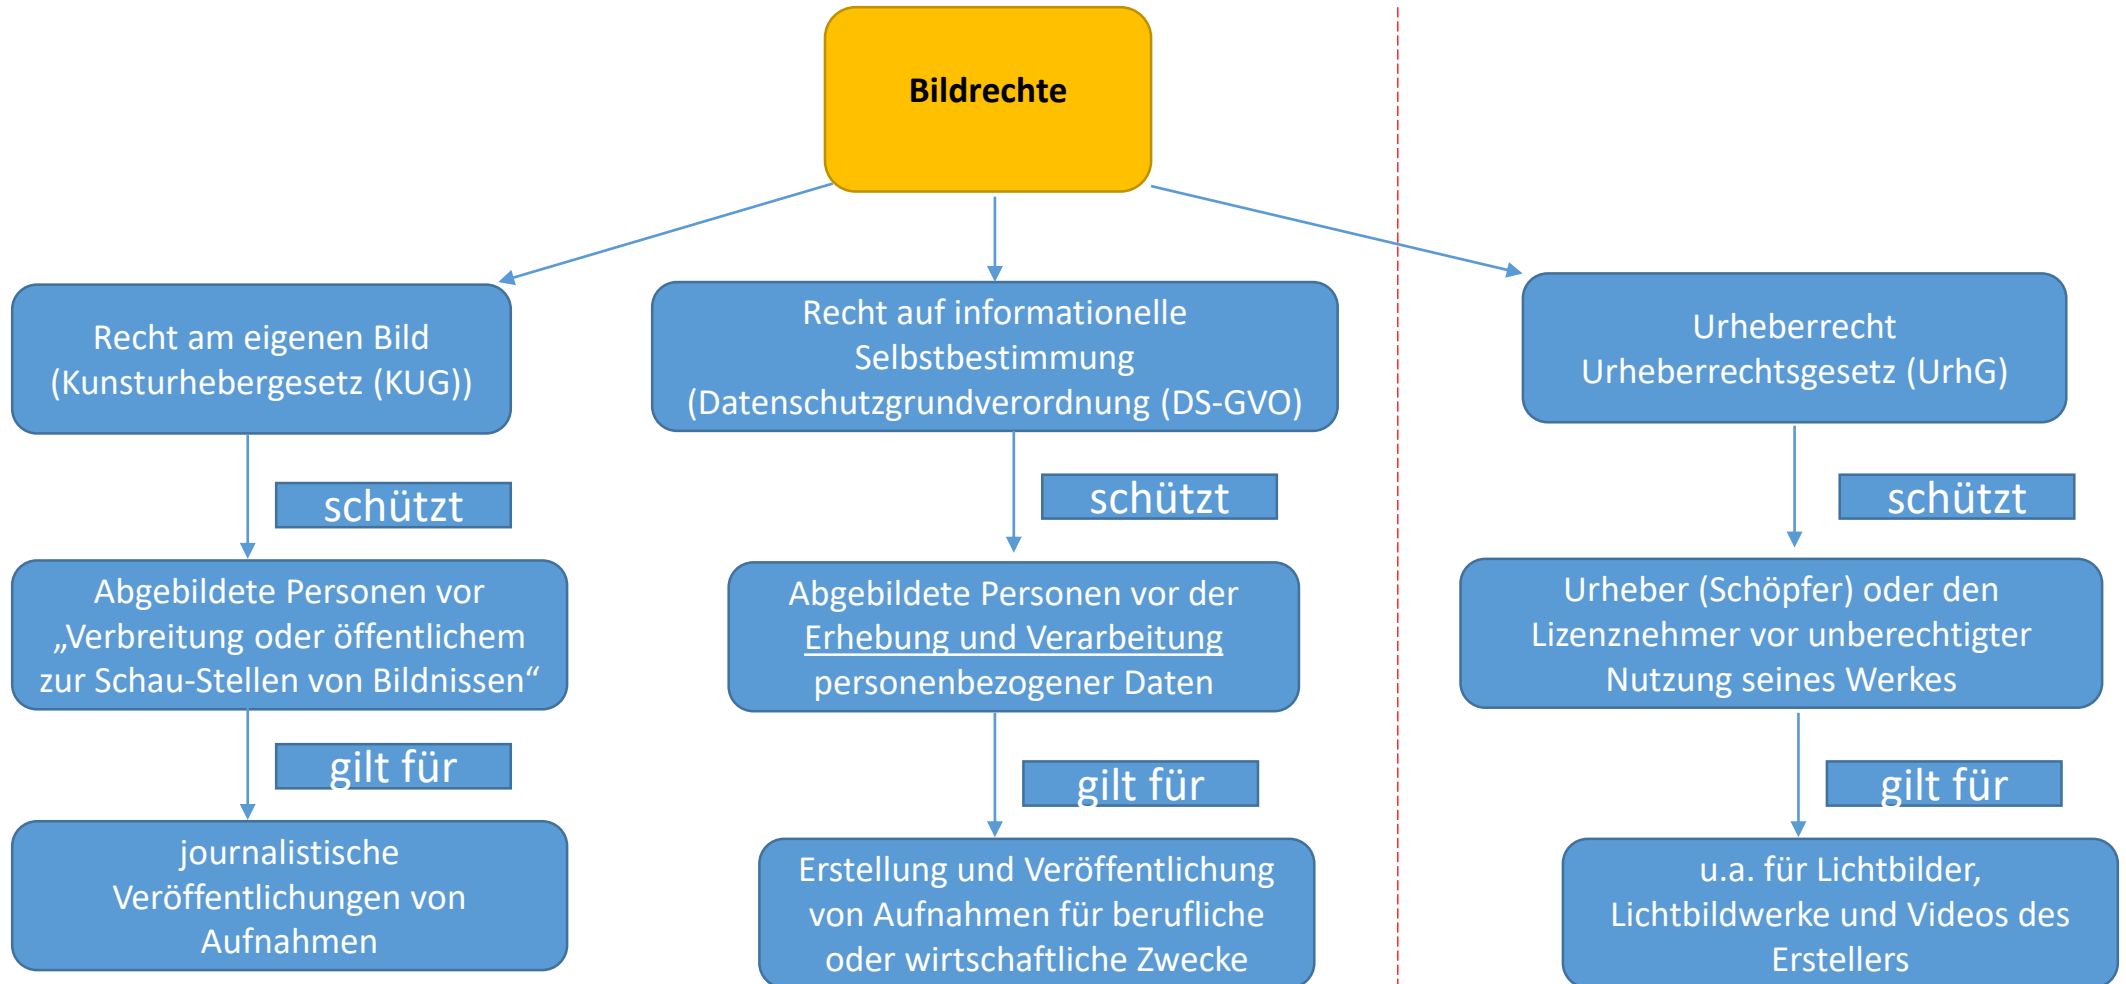 Bildrechte
Recht am eigenen Bild
(Kunsturhebergesetz (KUG))
schützt
Abgebildete Personen vor
„Verbreitung oder öffentlichem
zur Schau-Stellen von Bildnissen“
gilt für
journalistische
Veröffentlichungen von
Aufnahmen
Recht auf informationelle
Selbstbestimmung
(Datenschutzgrundverordnung (DS-GVO)
schützt
Abgebildete Personen vor der
Erhebung und Verarbeitung
personenbezogener Daten
gilt für
Erstellung und Veröffentlichung
von Aufnahmen für berufliche
oder wirtschaftliche Zwecke
Urheberrecht
Urheberrechtsgesetz (UrhG)
schützt
Urheber (Schöpfer) oder den
Lizenznehmer vor unberechtigter
Nutzung seines Werkes
gilt für
u.a. für Lichtbilder,
Lichtbildwerke und Videos des
Erstellers